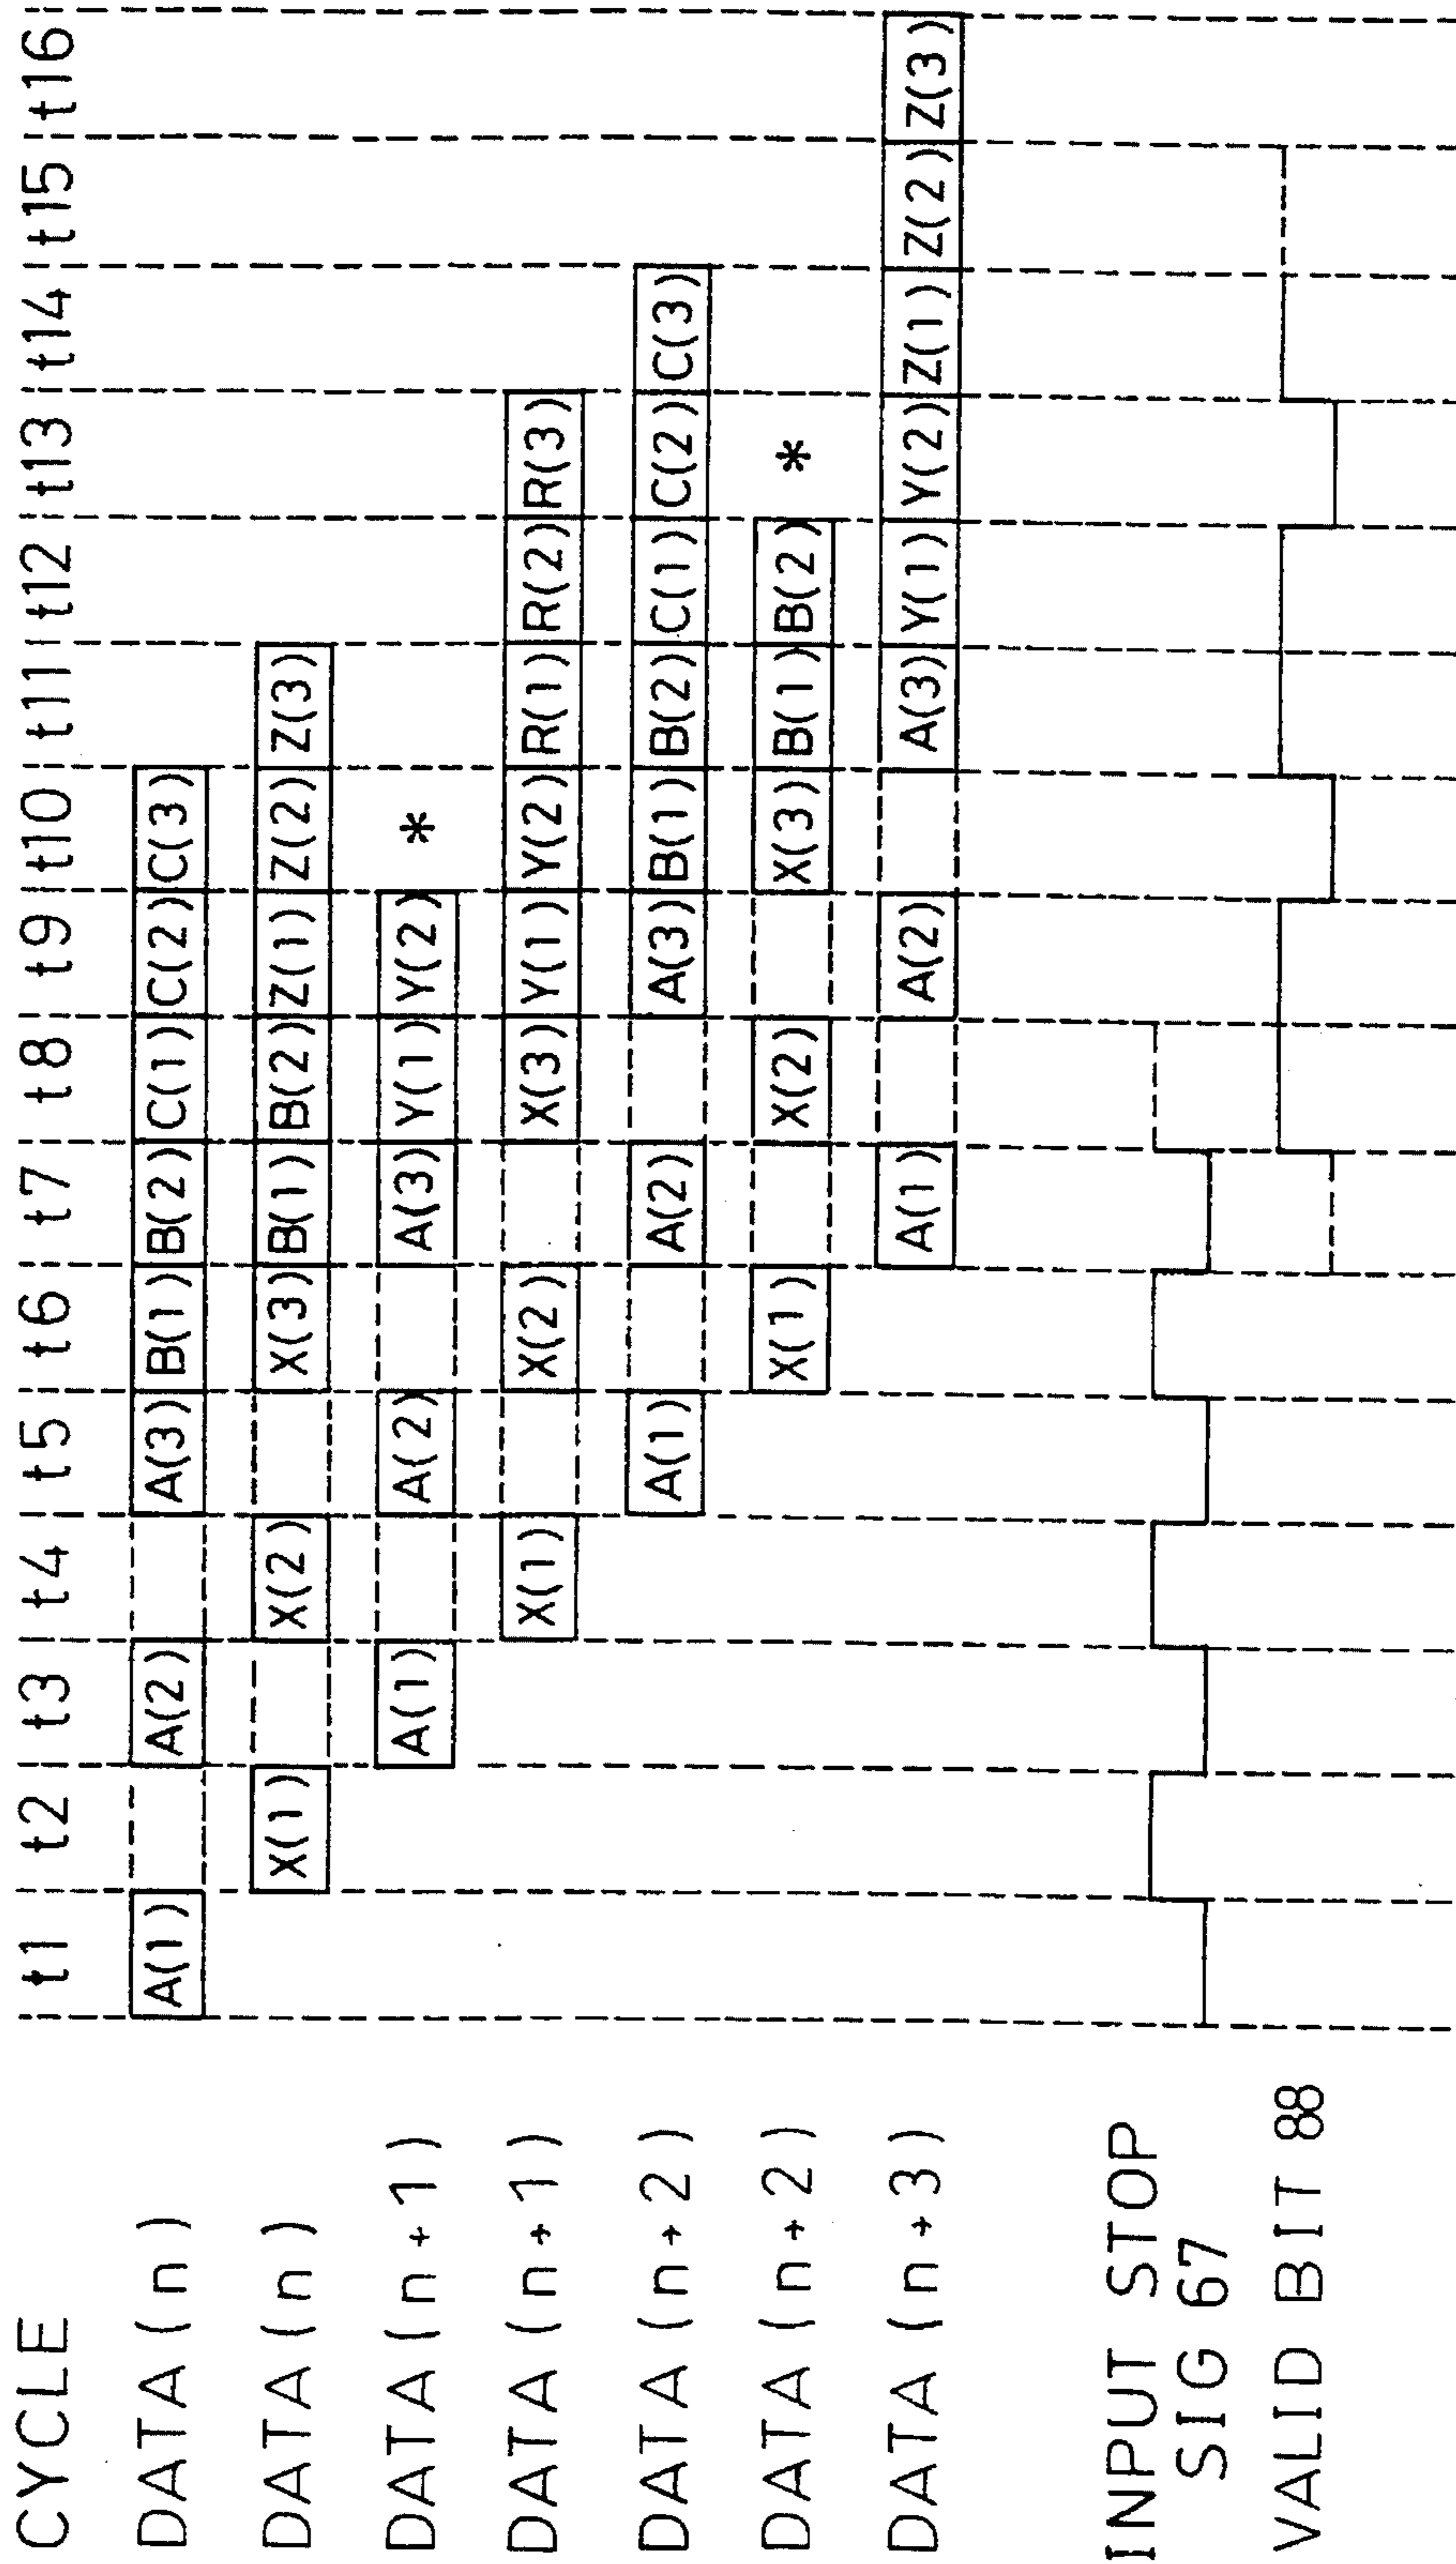 CYCLE t1 t2 t3 t4 t5 t6 t7 t8 t9 t10 t11 t12 t13 t14 t15 t16
DATA (n) A(1) A(2) A(3) B(1) B(2) C(1) C(2) C(3)
DATA (n) X(1) X(2) X(3) B(1) B(2) Z(1) Z(2) Z(3)
DATA (n+1) A(1) A(2) A(3) Y(1) Y(2) *
DATA (n+1) X(1) X(2) X(3) Y(1) Y(2) R(1) R(2) R(3)
DATA (n+2) A(1) A(2) A(3) B(1) B(2) C(1) C(2) C(3)
DATA (n+2) X(1) X(2) X(3) B(1) B(2) *
DATA (n+3) A(1) A(2) A(3) Y(1) Y(2) Z(1) Z(2) Z(3)
INPUT STOP
SIG 67
VALID BIT 88